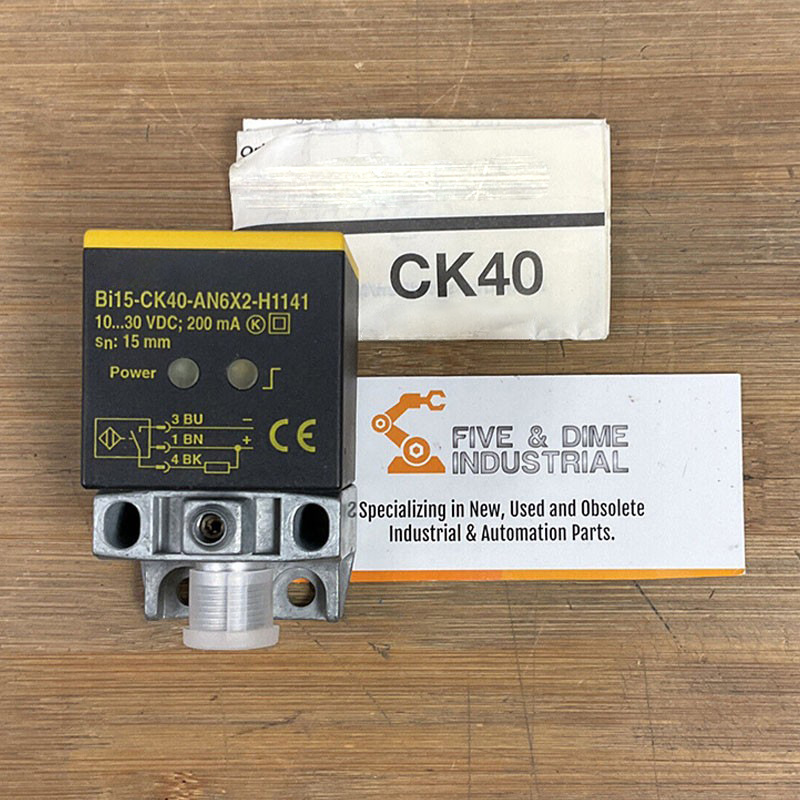 CK40
Bi15-CK40-AN6X2-H1141
10...30 VDC; 200 mA K
sn: 15 mm
Power
3 BU –
1 BN +
4 BK
CE
FIVE & DIME
INDUSTRIAL
Specializing in New, Used and Obsolete
Industrial & Automation Parts.